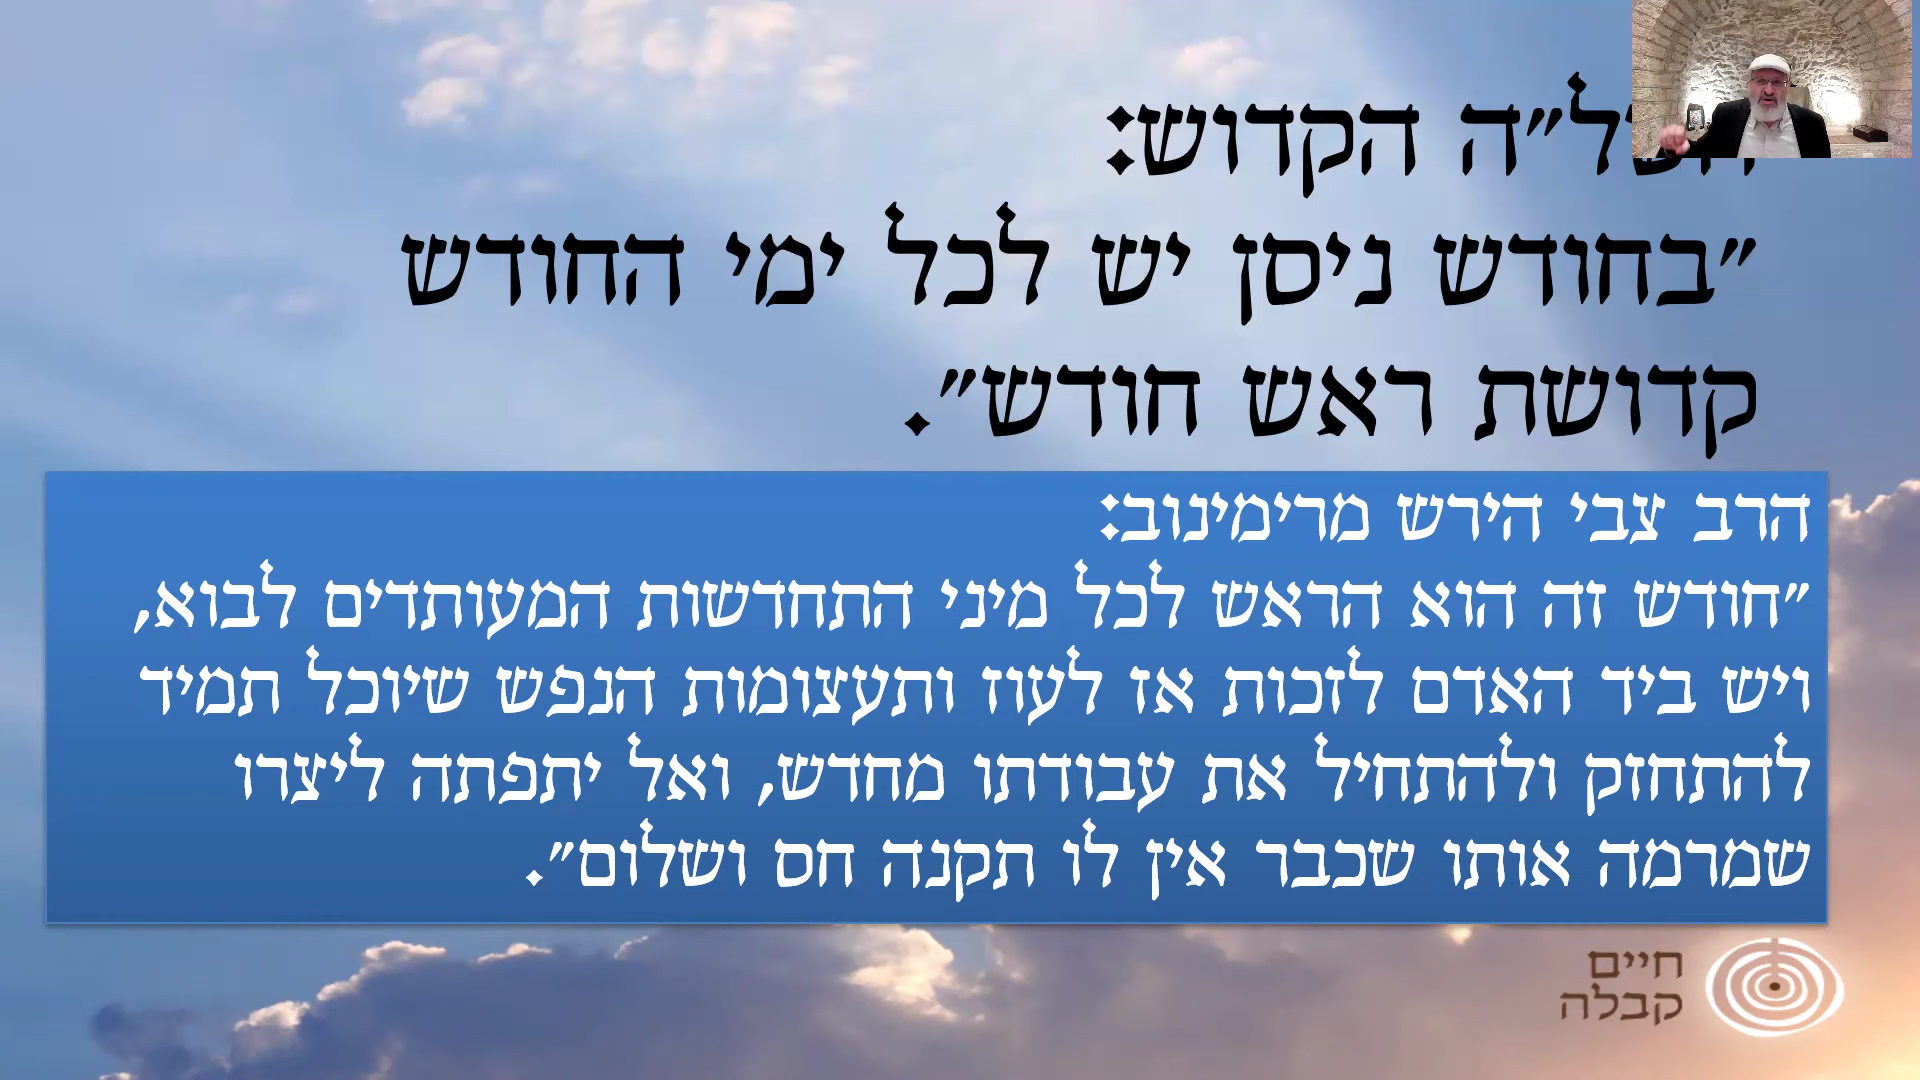 הקדוש:
"בחודש ניסן יש לכל ימי החודש
קדושת ראש חודש".
הרב צבי הירש מרימינוב:
"חודש זה הוא הראש לכל מיני התחדשות המעותדים לבוא,
ויש ביד האדם לזכות אז לעוז ותעצומות הנפש שיוכל תמיד
להתחזק ולהתחיל את עבודתו מחדש, ואל יתפתה ליצרו
שמרמה אותו שכבר אין לו תקנה חס ושלום".
חיים
קבלה